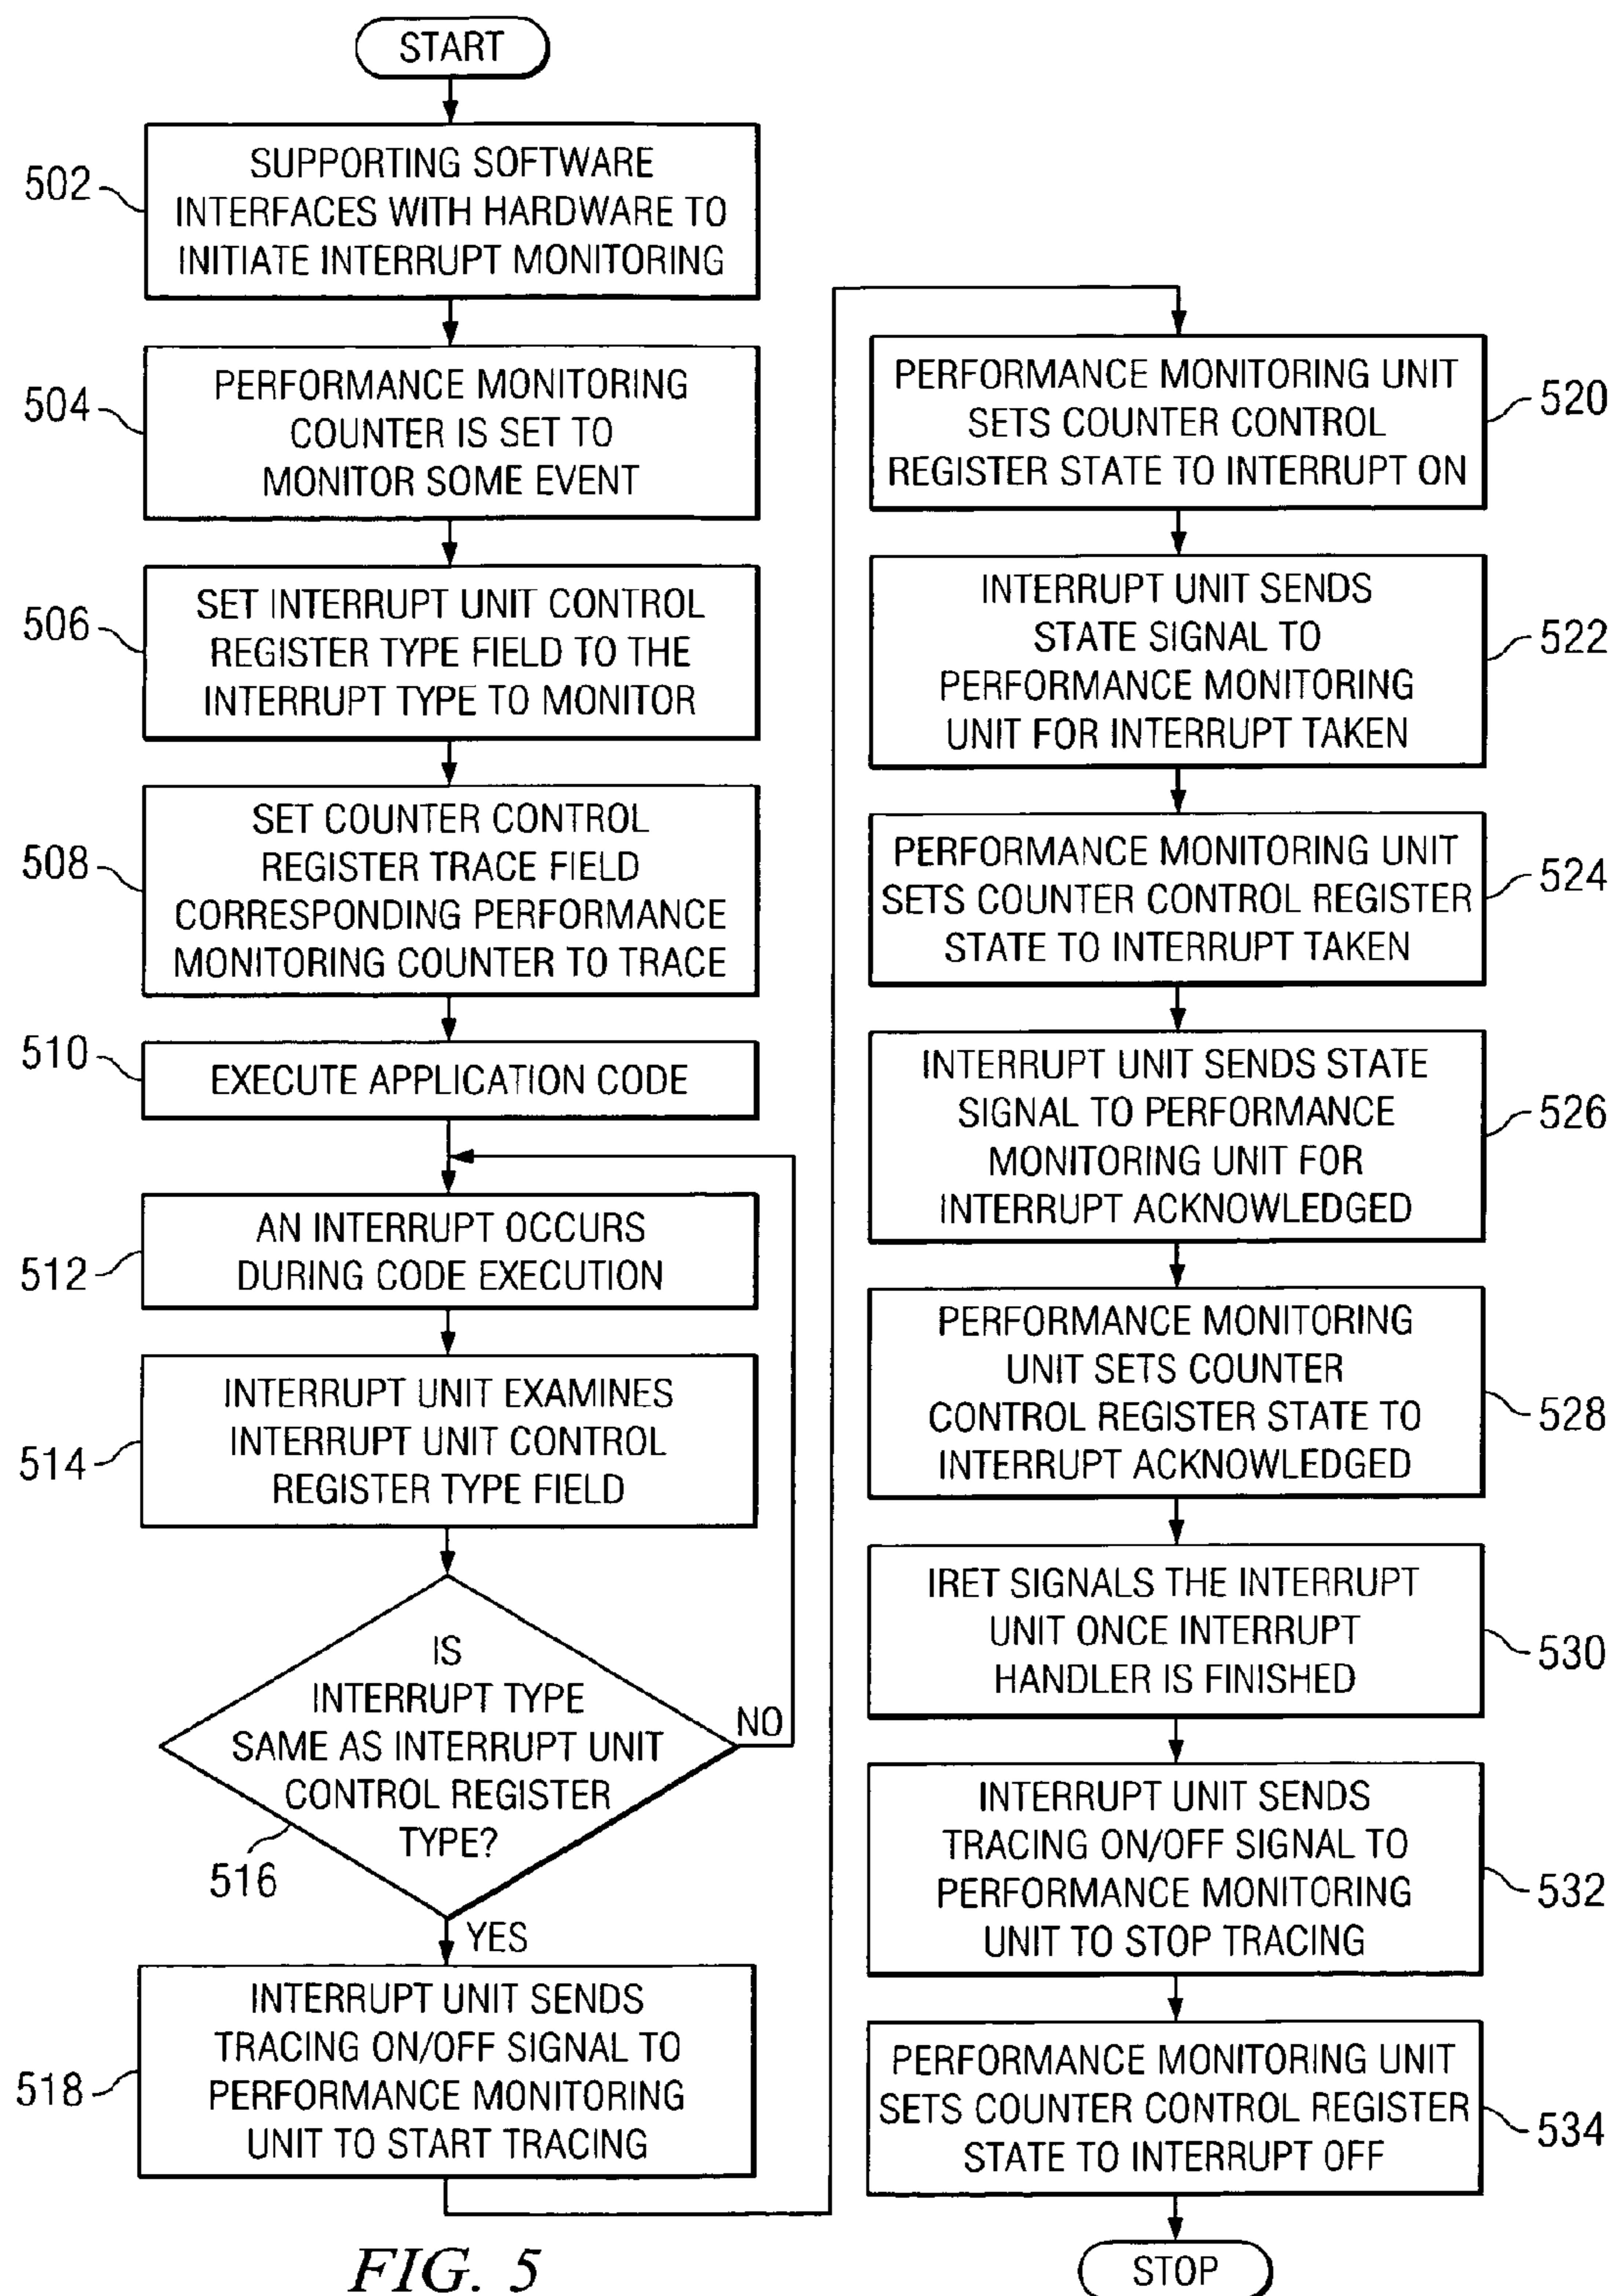 START
502
SUPPORTING SOFTWARE
INTERFACES WITH HARDWARE TO
INITIATE INTERRUPT MONITORING
504
PERFORMANCE MONITORING
COUNTER IS SET TO
MONITOR SOME EVENT
506
SET INTERRUPT UNIT CONTROL
REGISTER TYPE FIELD TO THE
INTERRUPT TYPE TO MONITOR
508
SET COUNTER CONTROL
REGISTER TRACE FIELD
CORRESPONDING PERFORMANCE
MONITORING COUNTER TO TRACE
510
EXECUTE APPLICATION CODE
512
AN INTERRUPT OCCURS
DURING CODE EXECUTION
514
INTERRUPT UNIT EXAMINES
INTERRUPT UNIT CONTROL
REGISTER TYPE FIELD
IS
INTERRUPT TYPE
SAME AS INTERRUPT UNIT
CONTROL REGISTER
TYPE?
516
NO
YES
518
INTERRUPT UNIT SENDS
TRACING ON/OFF SIGNAL TO
PERFORMANCE MONITORING
UNIT TO START TRACING
PERFORMANCE MONITORING UNIT
SETS COUNTER CONTROL
REGISTER STATE TO INTERRUPT ON
520
INTERRUPT UNIT SENDS
STATE SIGNAL TO
PERFORMANCE MONITORING
UNIT FOR INTERRUPT TAKEN
522
PERFORMANCE MONITORING UNIT
SETS COUNTER CONTROL REGISTER
STATE TO INTERRUPT TAKEN
524
INTERRUPT UNIT SENDS STATE
SIGNAL TO PERFORMANCE
MONITORING UNIT FOR
INTERRUPT ACKNOWLEDGED
526
PERFORMANCE MONITORING
UNIT SETS COUNTER
CONTROL REGISTER STATE TO
INTERRUPT ACKNOWLEDGED
528
IRET SIGNALS THE INTERRUPT
UNIT ONCE INTERRUPT
HANDLER IS FINISHED
530
INTERRUPT UNIT SENDS
TRACING ON/OFF SIGNAL TO
PERFORMANCE MONITORING
UNIT TO STOP TRACING
532
PERFORMANCE MONITORING UNIT
SETS COUNTER CONTROL REGISTER
STATE TO INTERRUPT OFF
534
STOP
FIG. 5